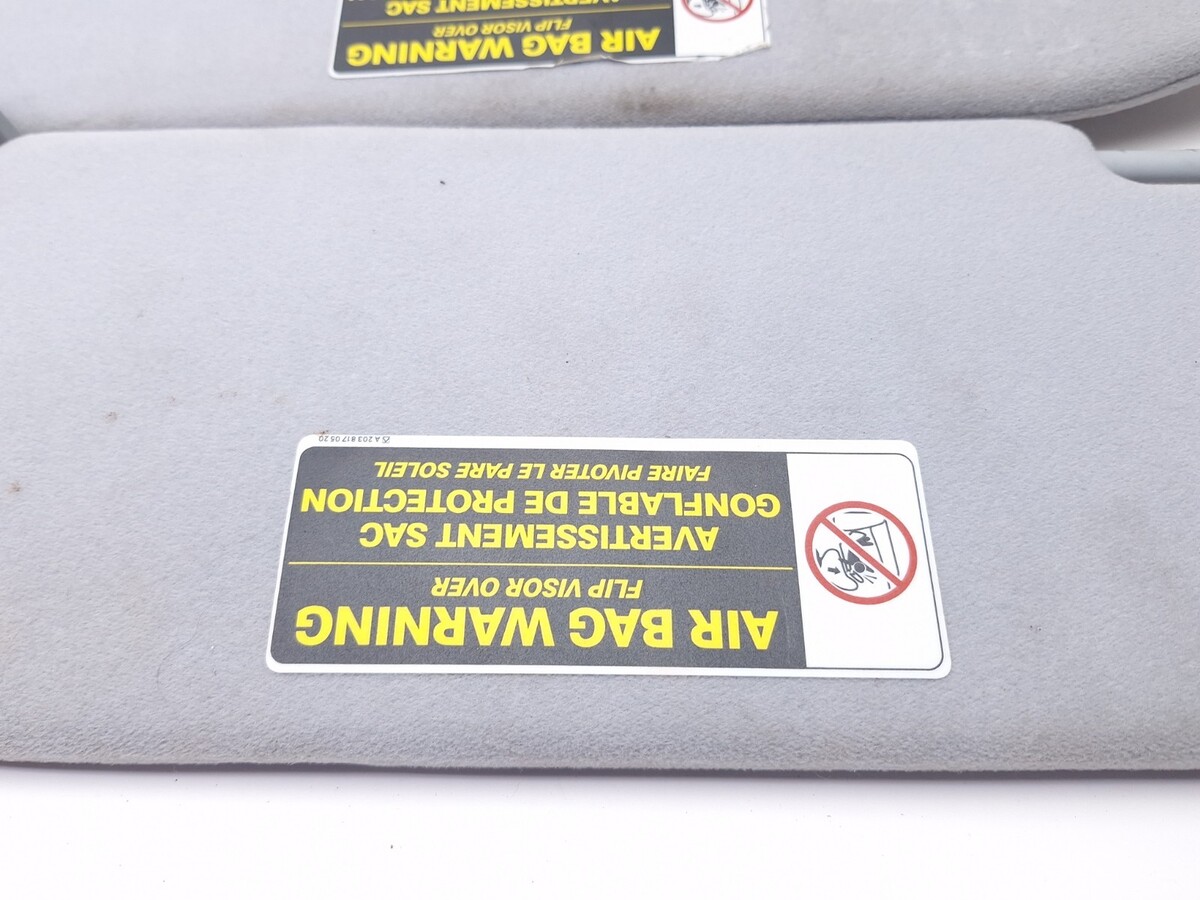 AIR BAG WARNING
FLIP VISOR OVER
AVERTISSEMENT SAC
GONFLABLE DE PROTECTION
FAIRE PIVOTER LE PARE SOLEIL
A 203 817 05 20
AIR BAG WARNING
FLIP VISOR OVER
AVERTISSEMENT SAC